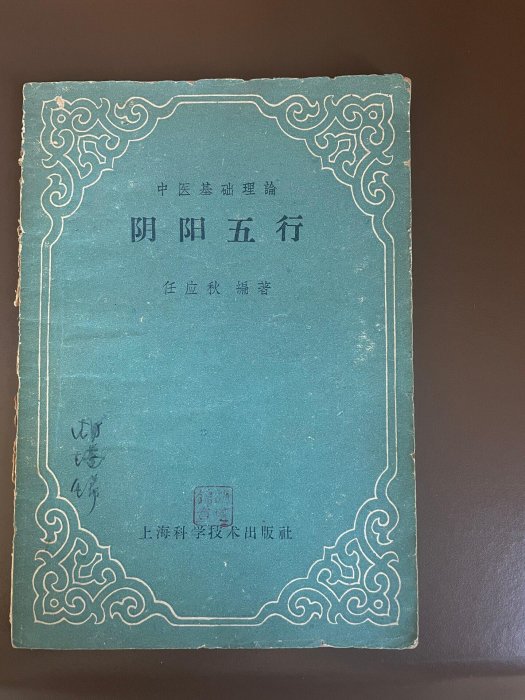 中医基础理論
阴阳五行
任应秋 編著
上海科学技术出版社